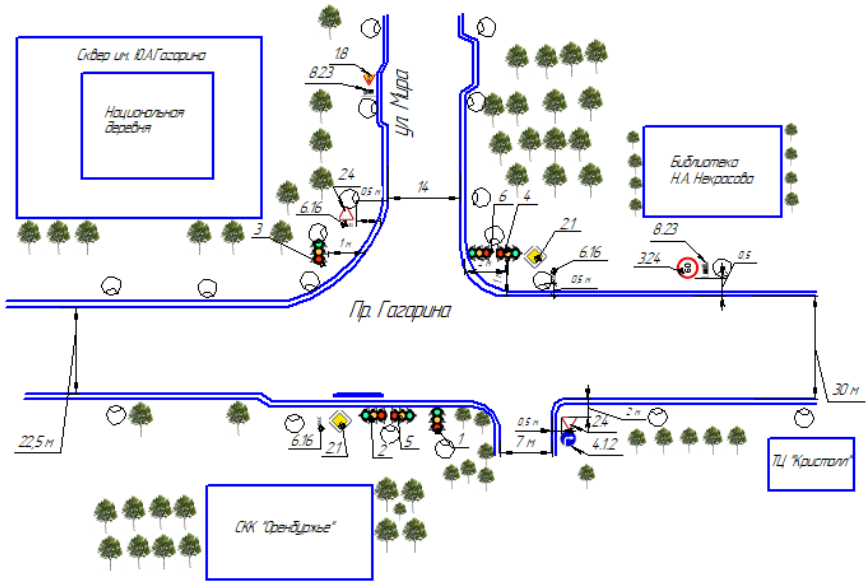 Сквер им. Ю.А.Гагарина
Национальная
деревня
1.8
8.23
ул. Мира
2.4
0,5 м
6.16
3
1 м
14
6
4
2.1
6.16
0,5 м
Библиотека
Н.А. Некрасова
8.23
3.24
60
0,5
Пр. Гагарина
22,5 м
30 м
6.16
2.1
2
5
1
0,5 м
7 м
2 м
2.4
4.1.2
ТЦ "Кристалл"
СКК "Оренбуржье"